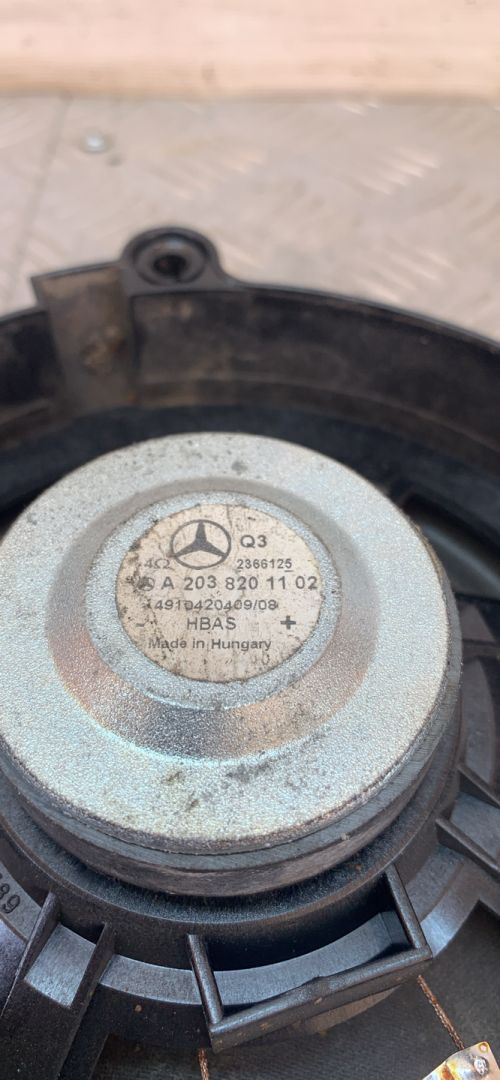 Q3
4Ω 2366125
A 203 820 11 02
4910420409/08
- HBAS +
Made in Hungary